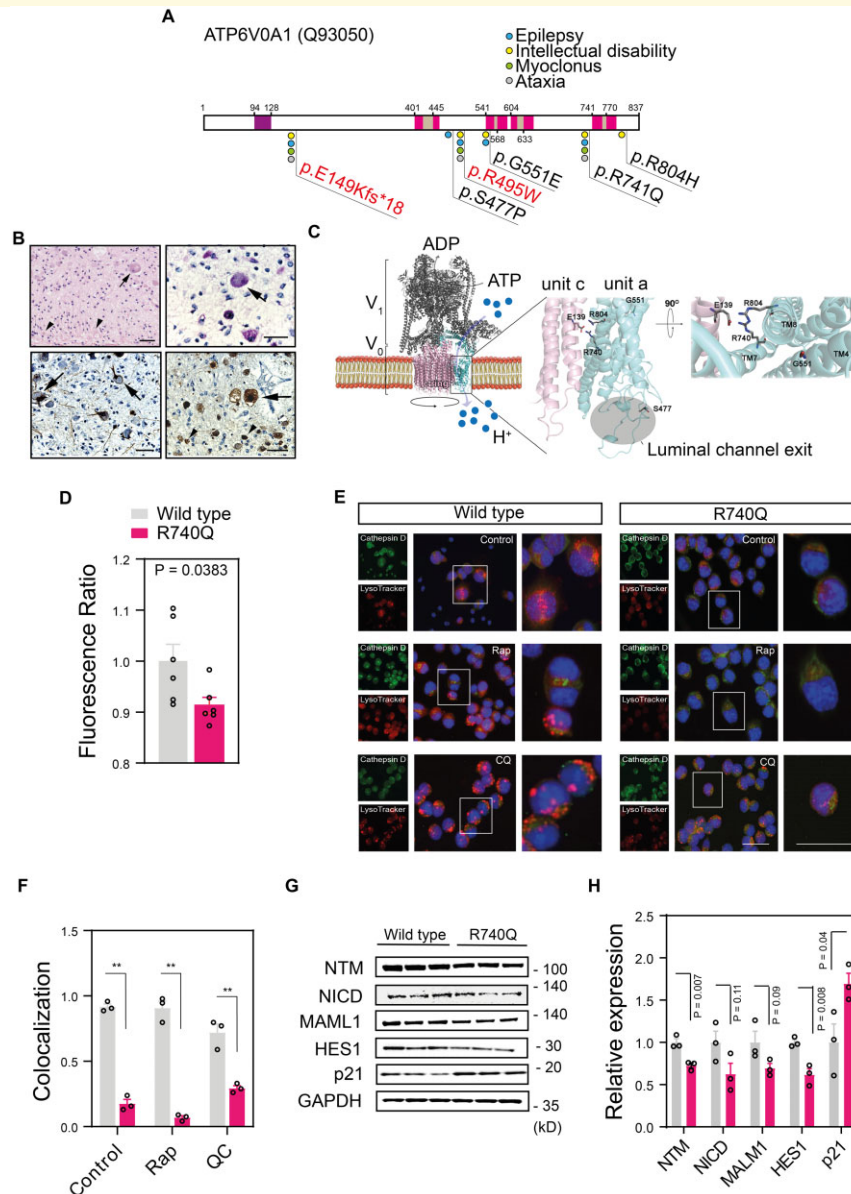 A
ATP6V0A1 (Q93050)
Epilepsy
Intellectual disability
Myoclonus
Ataxia
1
94 128
401 445
541 604
741 770 837
568 633
p.E149Kfs*18
p.S477P
p.R495W
p.G551E
p.R741Q
p.R804H
B
C
ADP
ATP
V1
V0
H+
unit c unit a
G551
E139
R804
R740
S477
Luminal channel exit
90°
E139
R804
R740
TM8
TM7
G551
TM4
D
Wild type
R740Q
P = 0.0383
Fluorescence Ratio
1.2
1.1
1.0
0.9
0.8
E
Wild type
R740Q
Cathepsin D
LysoTracker
Control
Cathepsin D
LysoTracker
Control
Cathepsin D
LysoTracker
Rap
Cathepsin D
LysoTracker
Rap
Cathepsin D
LysoTracker
CQ
Cathepsin D
LysoTracker
CQ
F
Colocalization
1.5
1.0
0.5
0.0
**
**
**
Control
Rap
QC
G
Wild type R740Q
NTM - 100
NICD - 140
MAML1 - 140
HES1 - 30
p21 - 20
GAPDH - 35
(kD)
H
Relative expression
2.5
2.0
1.5
1.0
0.5
0.0
P = 0.007
P = 0.11
P = 0.09
P = 0.008
P = 0.04
NTM
NICD
MALM1
HES1
p21